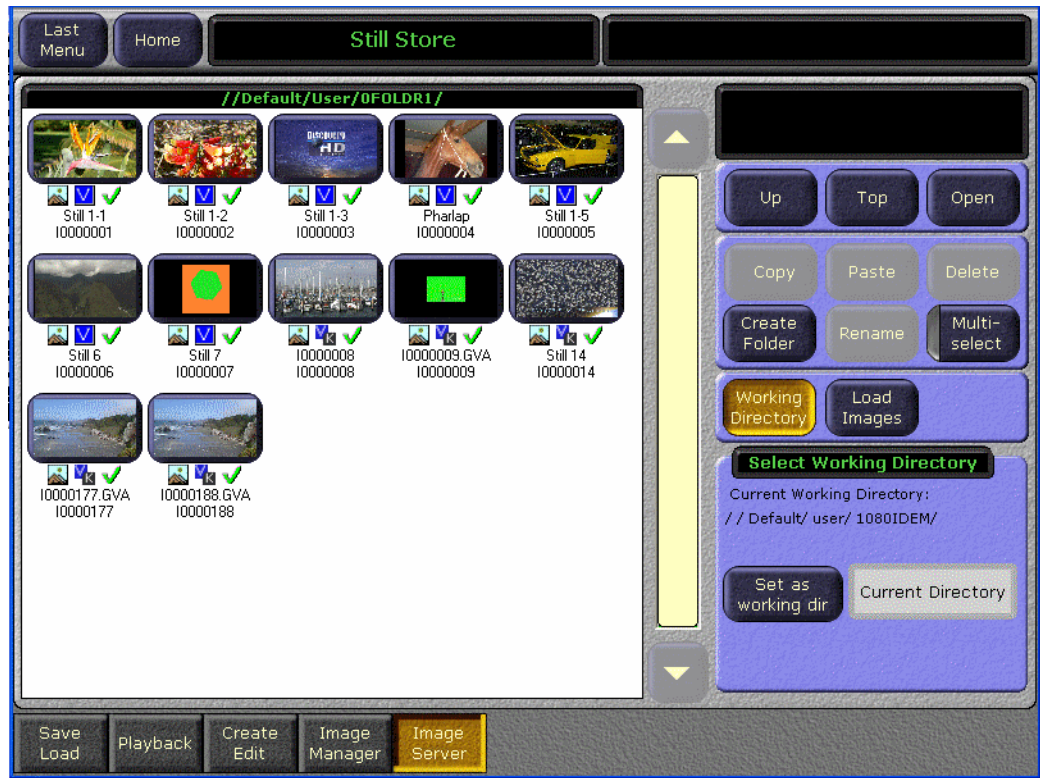 Last
Menu
Home
Still Store
//Default/User/0FOLDR1/
DISCOVERY
HD
Still 1-1
I0000001
Still 1-2
I0000002
Still 1-3
I0000003
Pharlap
I0000004
Still 1-5
I0000005
Still 6
I0000006
Still 7
I0000007
I0000008
I0000008
I0000009.GVA
I0000009
Still 14
I0000014
I0000177.GVA
I0000177
I0000188.GVA
I0000188
Up
Top
Open
Copy
Paste
Delete
Create
Folder
Rename
Multi-
select
Working
Directory
Load
Images
Select Working Directory
Current Working Directory:
/ / Default/ user/ 1080IDEM/
Set as
working dir
Current Directory
Save
Load
Playback
Create
Edit
Image
Manager
Image
Server